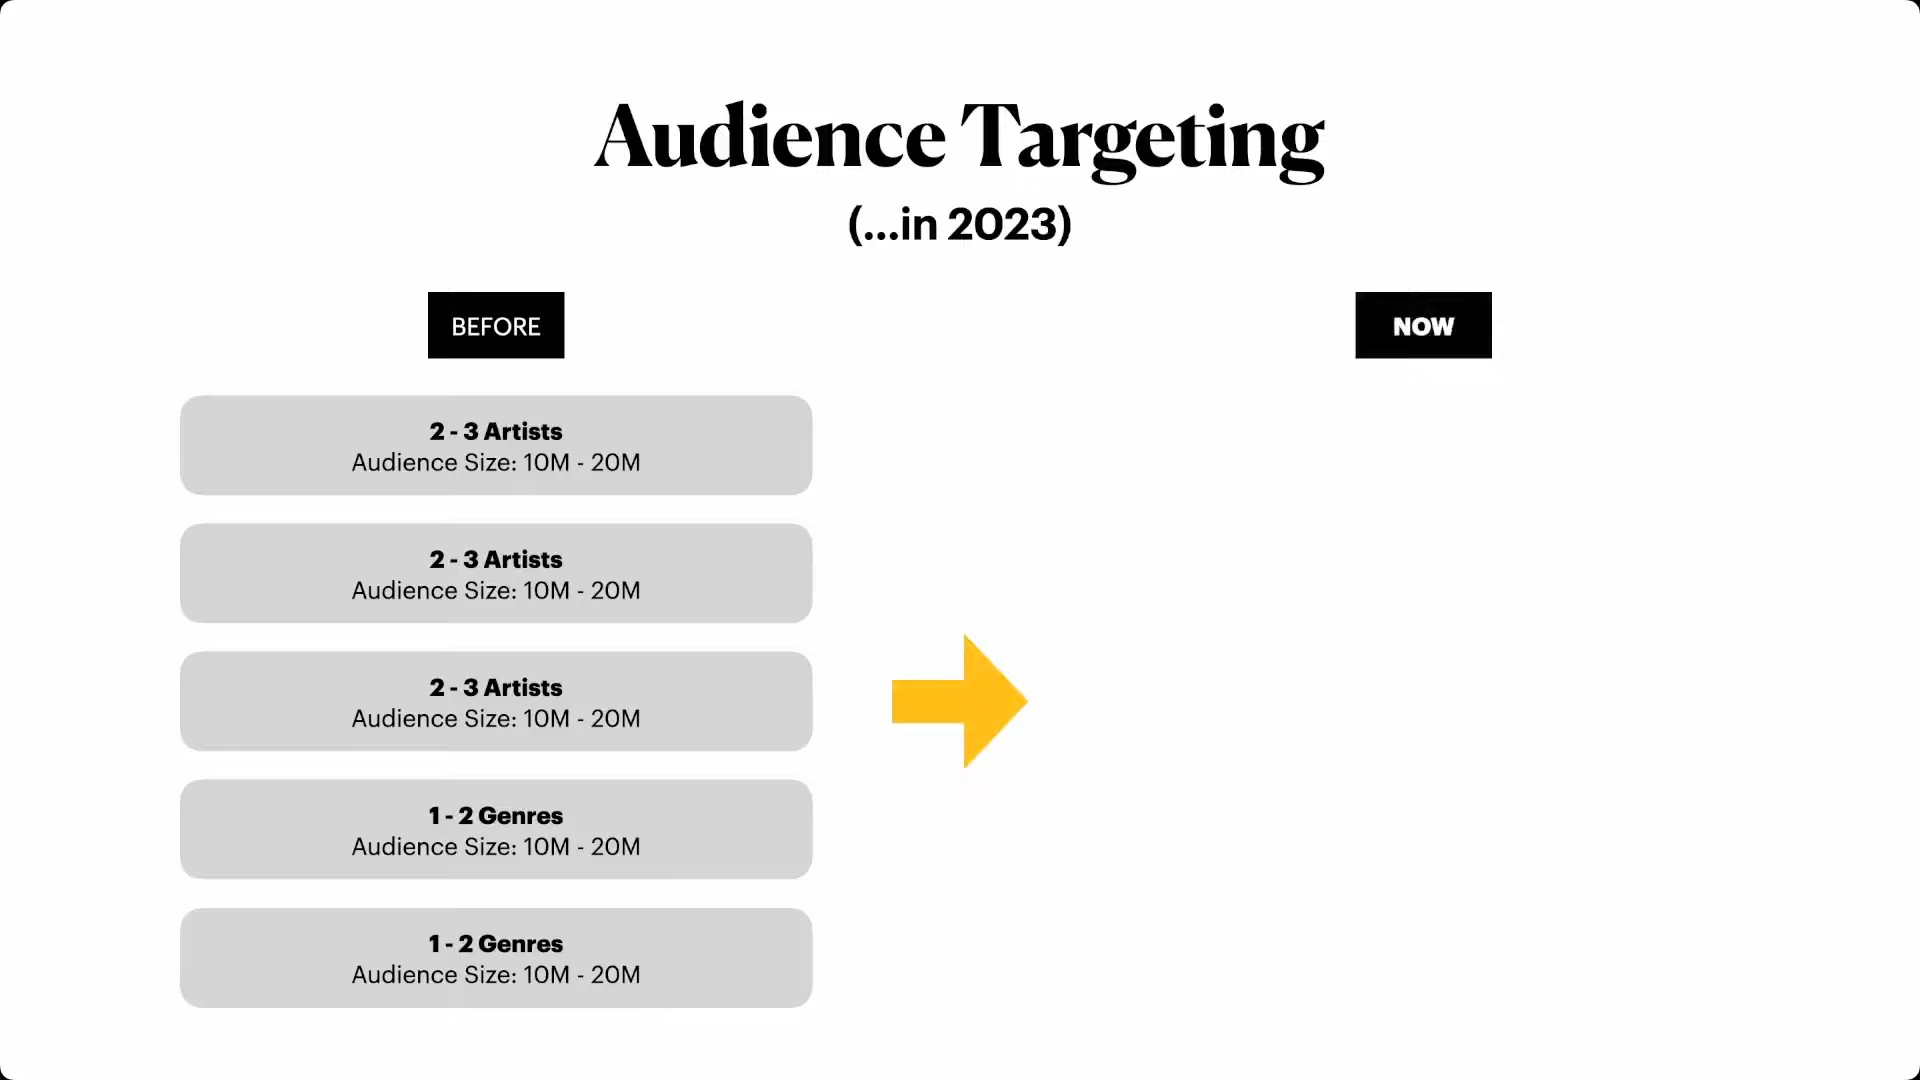 Audience Targeting
(...in 2023)
BEFORE
NOW
2 - 3 Artists
Audience Size: 10M - 20M
2 - 3 Artists
Audience Size: 10M - 20M
2 - 3 Artists
Audience Size: 10M - 20M
1 - 2 Genres
Audience Size: 10M - 20M
1 - 2 Genres
Audience Size: 10M - 20M